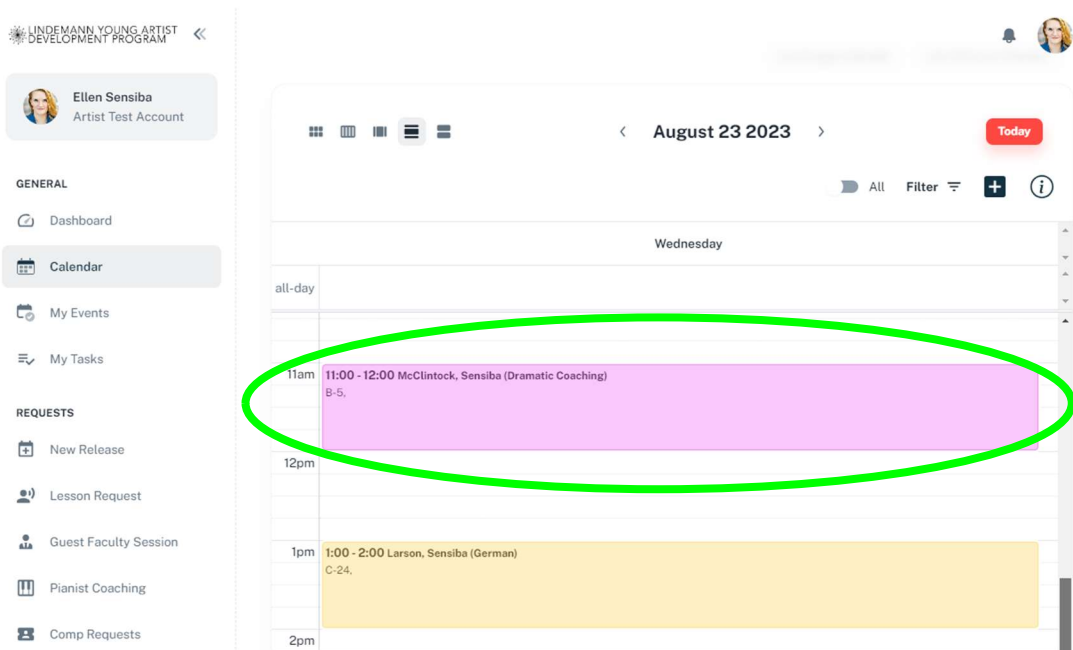 LINDEMANN YOUNG ARTIST
DEVELOPMENT PROGRAM
Ellen Sensiba
Artist Test Account
GENERAL
Dashboard
Calendar
My Events
My Tasks
REQUESTS
New Release
Lesson Request
Guest Faculty Session
Pianist Coaching
Comp Requests
August 23 2023
Today
All
Filter
Wednesday
all-day
11am
11:00 - 12:00 McClintock, Sensiba (Dramatic Coaching)
B-5,
12pm
1pm
1:00 - 2:00 Larson, Sensiba (German)
C-24,
2pm